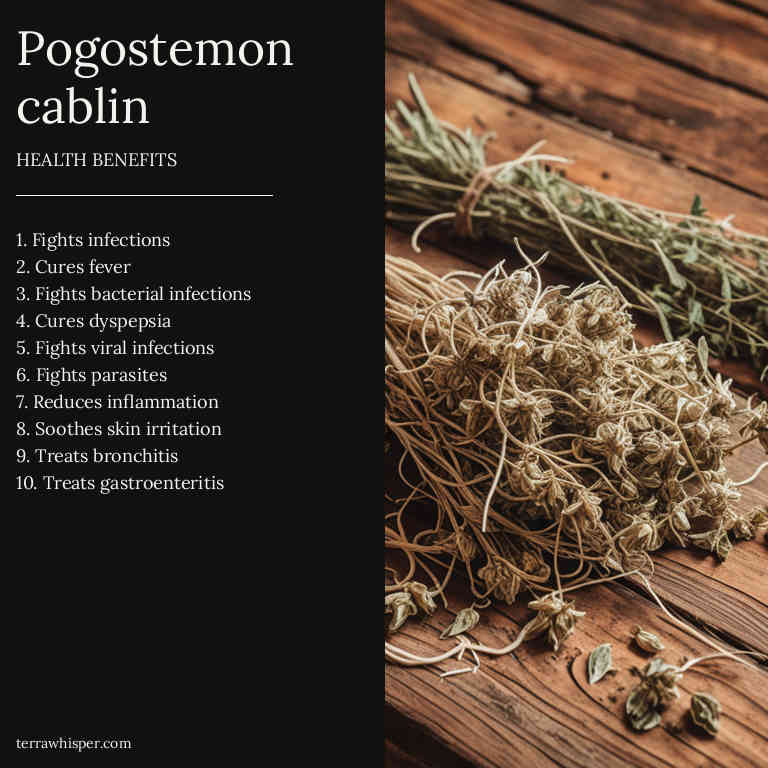 Pogostemon
cablin
HEALTH BENEFITS
1. Fights infections
2. Cures fever
3. Fights bacterial infections
4. Cures dyspepsia
5. Fights viral infections
6. Fights parasites
7. Reduces inflammation
8. Soothes skin irritation
9. Treats bronchitis
10. Treats gastroenteritis
terrawhisper.com